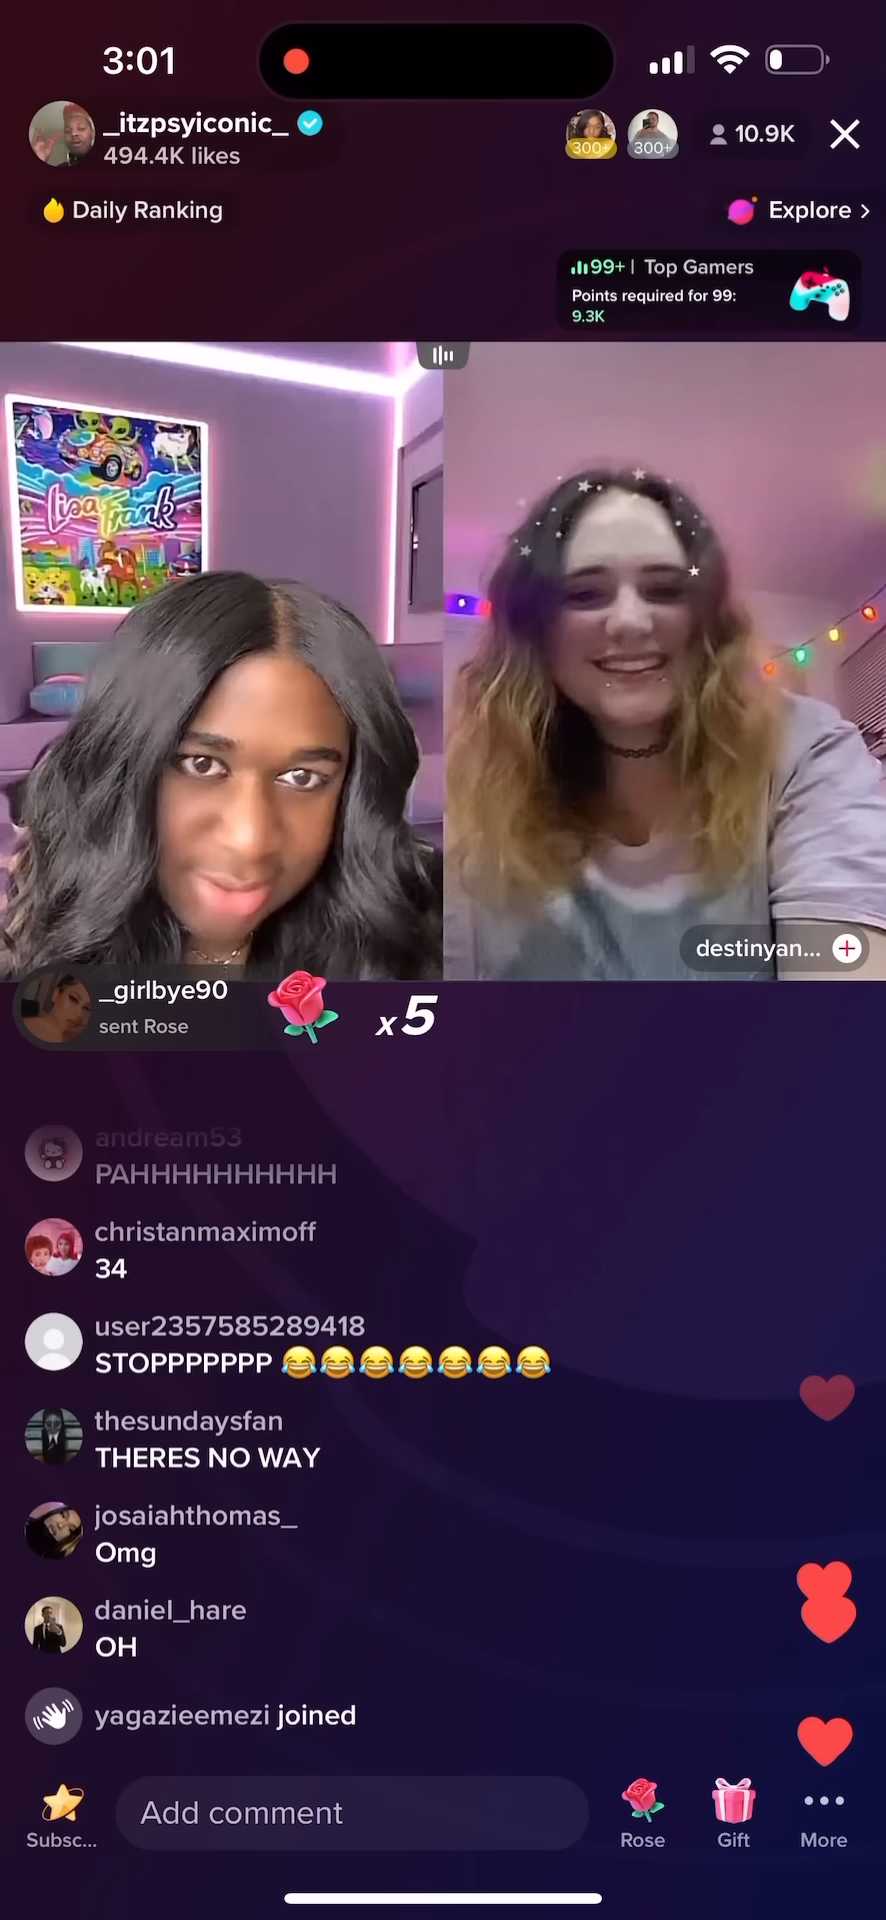 3:01
_itzpsyiconic_
494.4K likes
300+
300+
10.9K
Daily Ranking
Explore >
99+ | Top Gamers
Points required for 99:
9.3K
Lisa Frank
destinyan...
_girlbye90
sent Rose
x5
andream53
PAHHHHHHHHHHH
christanmaximoff
34
user2357585289418
STOPPPPPPP 😂😂😂😂😂😂😂
thesundaysfan
THERES NO WAY
josaiahthomas_
Omg
daniel_hare
OH
yagazieemezi joined
Subsc...
Add comment
Rose
Gift
More